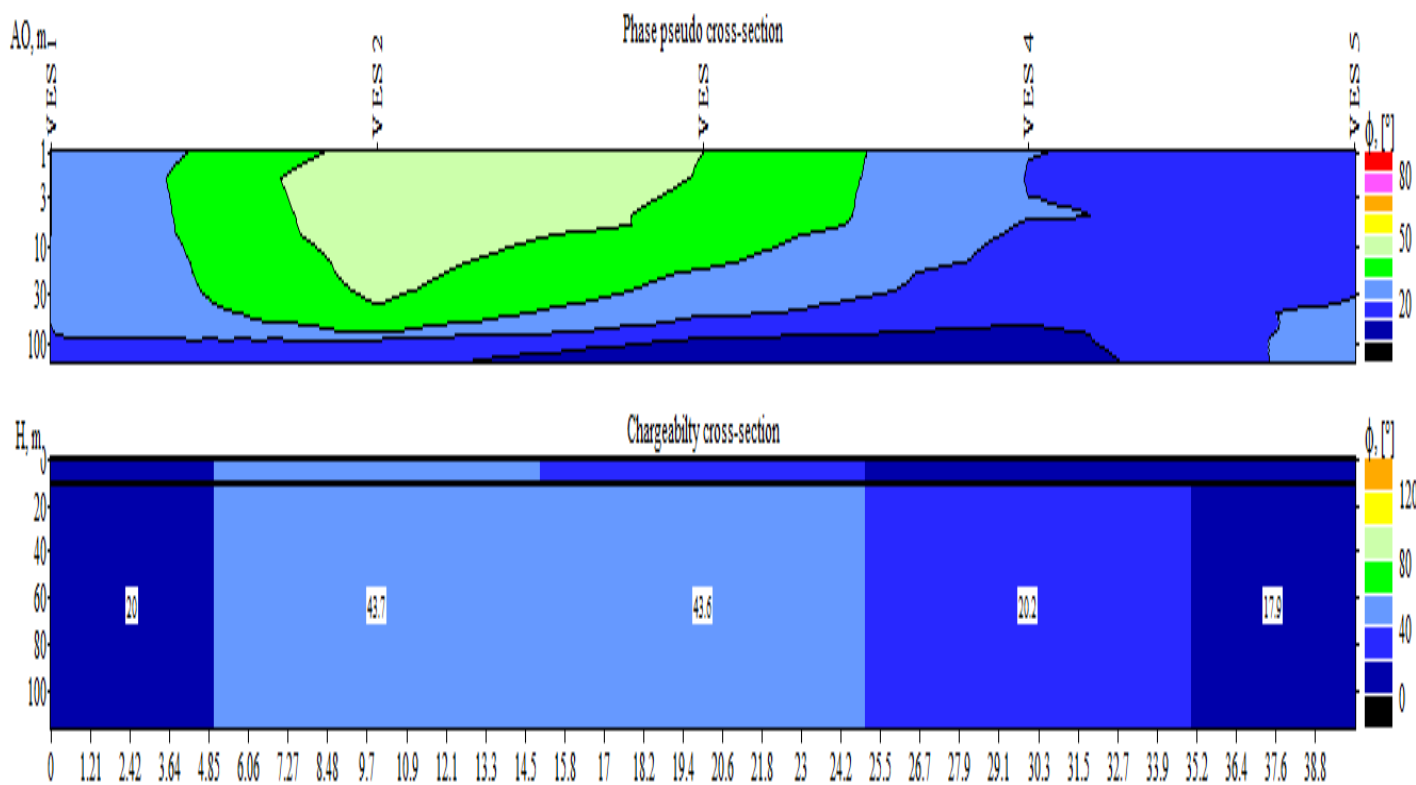 Phase pseudo cross-section
AO, m
VES 1
VES 2
VES
VES 4
VES 5
ϕ, [°]
1
3
10
30
100
80
50
20
Chargeabilty cross-section
H, m
ϕ, [°]
0
20
40
60
80
100
20
43.7
43.6
20.2
17.9
120
80
40
0
0 1.21 2.42 3.64 4.85 6.06 7.27 8.48 9.7 10.9 12.1 13.3 14.5 15.8 17 18.2 19.4 20.6 21.8 23 24.2 25.5 26.7 27.9 29.1 30.3 31.5 32.7 33.9 35.2 36.4 37.6 38.8